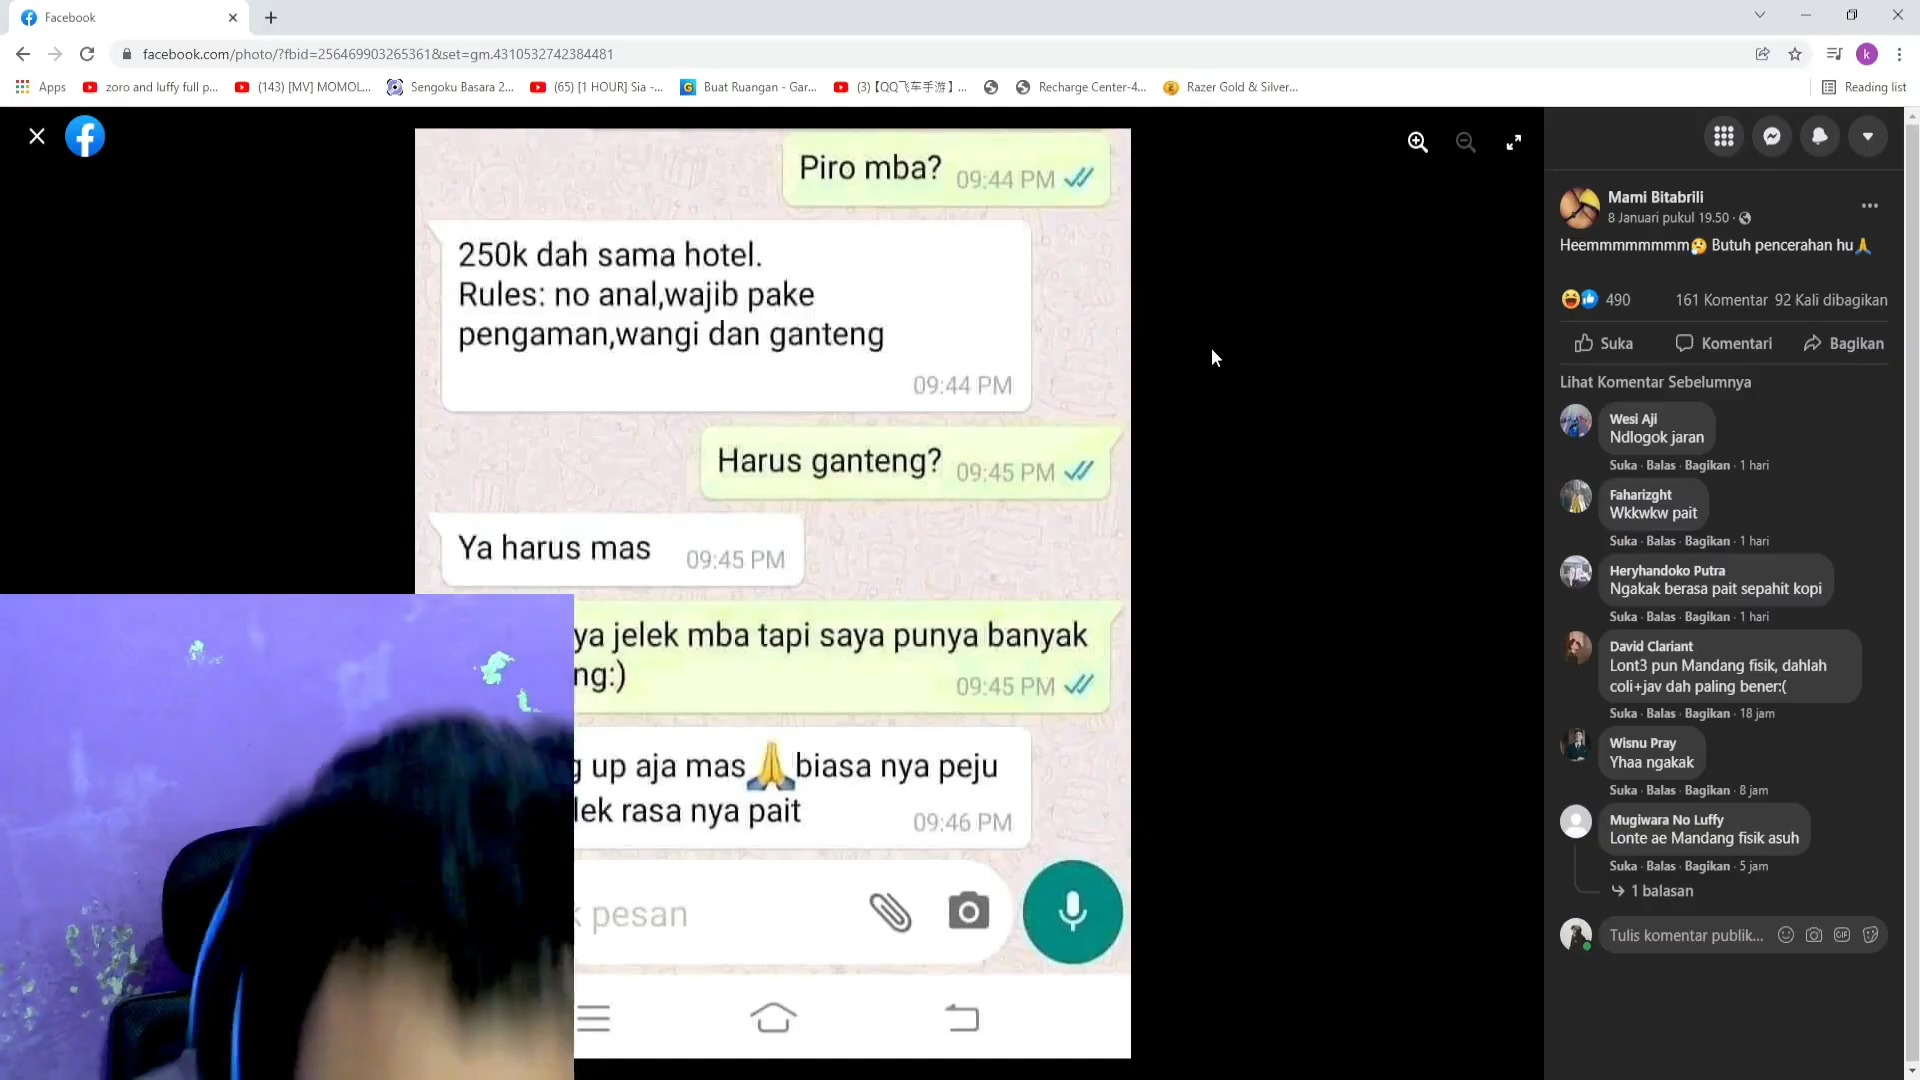 Facebook
facebook.com/photo/?fbid=256469903265361&set=gm.4310532742384481
Apps
zoro and luffy full p...
(143) [MV] MOMOL...
Sengoku Basara 2...
(65) [1 HOUR] Sia -...
Buat Ruangan - Gar...
(3)【QQ飞车手游】...
Recharge Center-4...
Razer Gold & Silver...
Reading list
k
Piro mba?
09:44 PM
250k dah sama hotel.
Rules: no anal,wajib pake
pengaman,wangi dan ganteng
09:44 PM
Harus ganteng?
09:45 PM
Ya harus mas
09:45 PM
ya jelek mba tapi saya punya banyak
ng:)
09:45 PM
g up aja mas🙏biasa nya peju
lek rasa nya pait
09:46 PM
k pesan
Mami Bitabrili
8 Januari pukul 19.50 ·
Heemmmmmmmm🤔 Butuh pencerahan hu🙏
490
161 Komentar 92 Kali dibagikan
Suka
Komentari
Bagikan
Lihat Komentar Sebelumnya
Wesi Aji
Ndlogok jaran
Suka · Balas · Bagikan · 1 hari
Faharizght
Wkkwkw pait
Suka · Balas · Bagikan · 1 hari
Heryhandoko Putra
Ngakak berasa pait sepahit kopi
Suka · Balas · Bagikan · 1 hari
David Clariant
Lont3 pun Mandang fisik, dahlah
coli+jav dah paling bener:(
Suka · Balas · Bagikan · 18 jam
Wisnu Pray
Yhaa ngakak
Suka · Balas · Bagikan · 8 jam
Mugiwara No Luffy
Lonte ae Mandang fisik asuh
Suka · Balas · Bagikan · 5 jam
1 balasan
Tulis komentar publik...
GIF